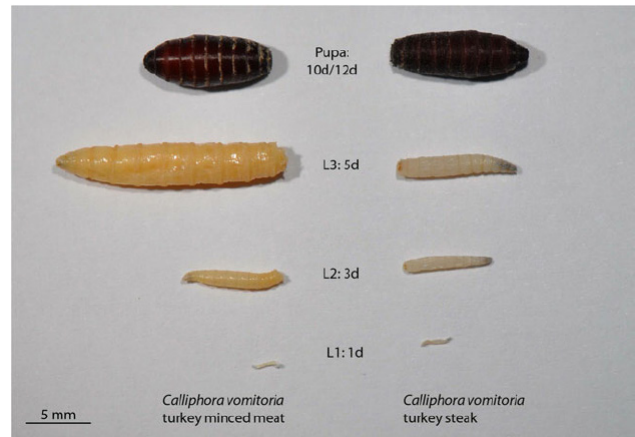 Pupa:
10d/12d
L3: 5d
L2: 3d
L1: 1d
Calliphora vomitoria
turkey minced meat
Calliphora vomitoria
turkey steak
5 mm